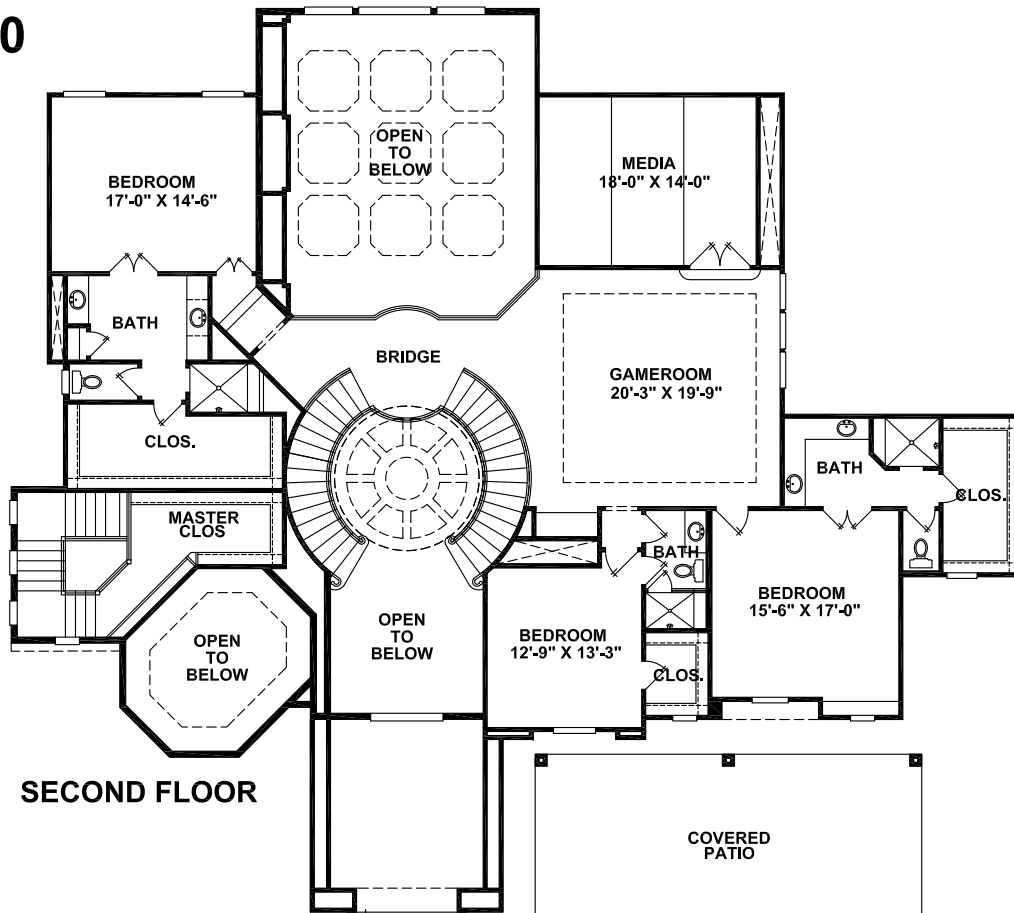 0
OPEN
TO
BELOW
MEDIA
18'-0" X 14'-0"
BEDROOM
17'-0" X 14'-6"
BATH
BRIDGE
GAMEROOM
20'-3" X 19'-9"
CLOS.
BATH
CLOS.
MASTER
CLOS
BATH
BEDROOM
15'-6" X 17'-0"
OPEN
TO
BELOW
OPEN
TO
BELOW
BEDROOM
12'-9" X 13'-3"
CLOS.
SECOND FLOOR
COVERED
PATIO